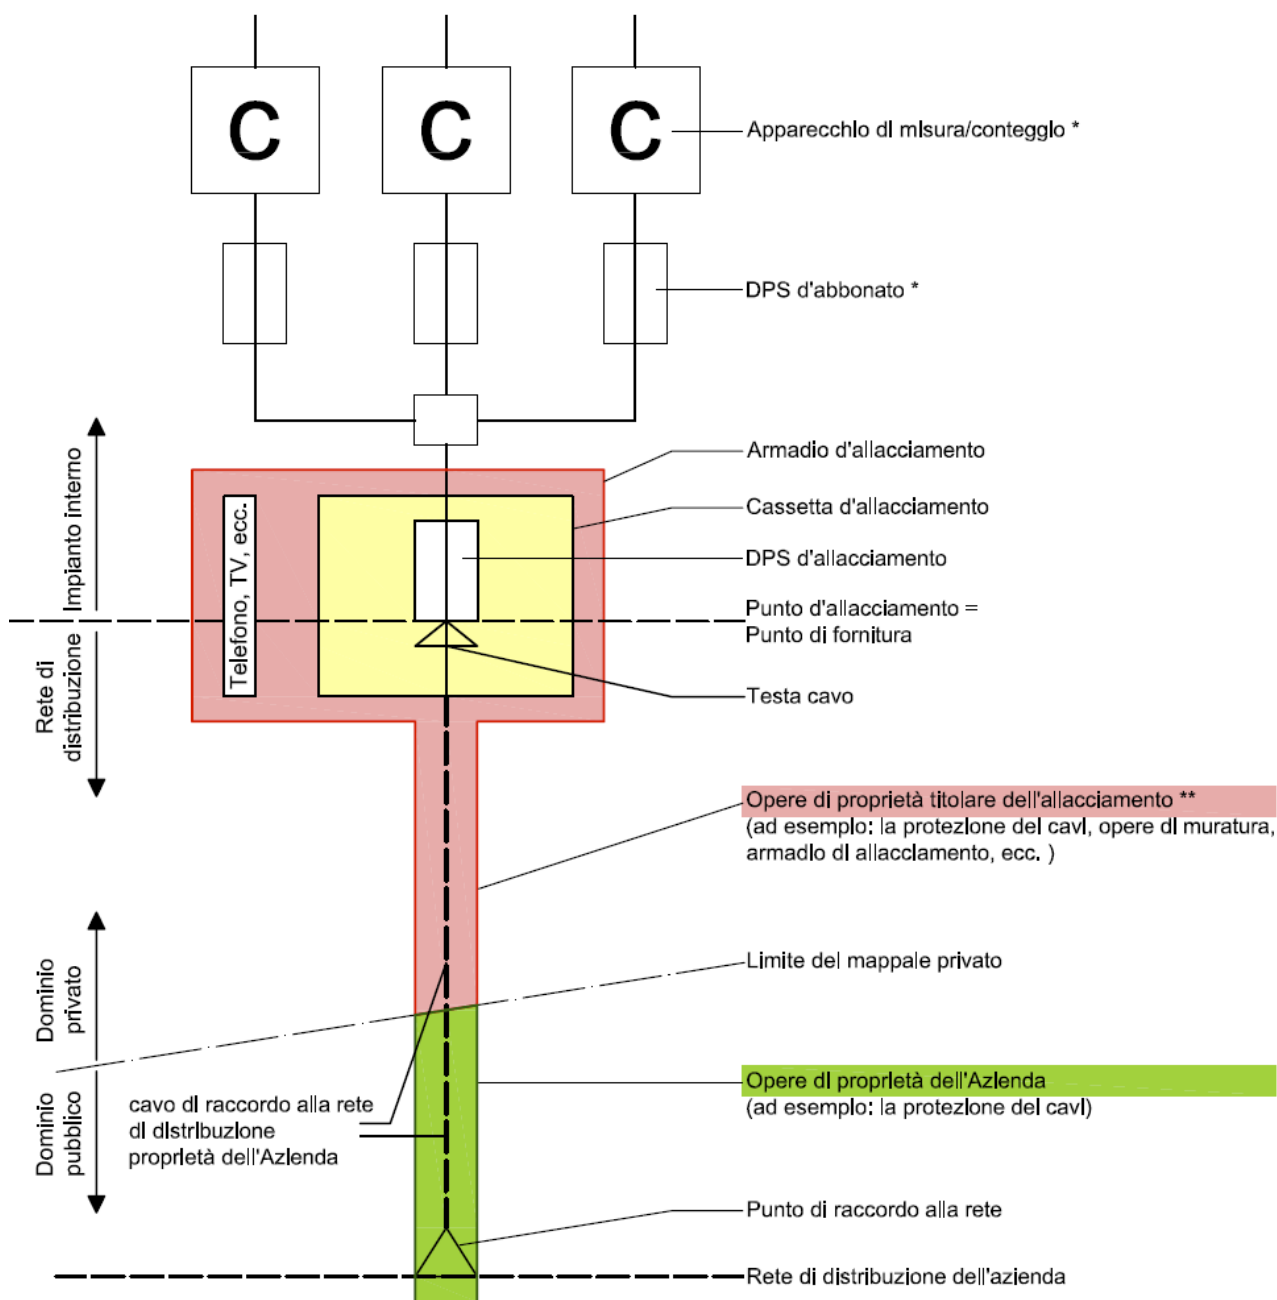 C C C
Apparecchio di misura/conteggio *
DPS d'abbonato *
Armadio d'allacciamento
Cassetta d'allacciamento
DPS d'allacciamento
Punto d'allacciamento =
Punto di fornitura
Testa cavo
Impianto interno
Rete di
distribuzione
Telefono, TV, ecc.
Opere di proprietà titolare dell'allacciamento **
(ad esempio: la protezione dei cavi, opere di muratura,
armadio di allacciamento, ecc. )
Limite del mappale privato
Dominio
privato
Dominio
pubblico
cavo di raccordo alla rete
di distribuzione
proprietà dell'Azienda
Opere di proprietà dell'Azienda
(ad esempio: la protezione dei cavi)
Punto di raccordo alla rete
Rete di distribuzione dell'azienda